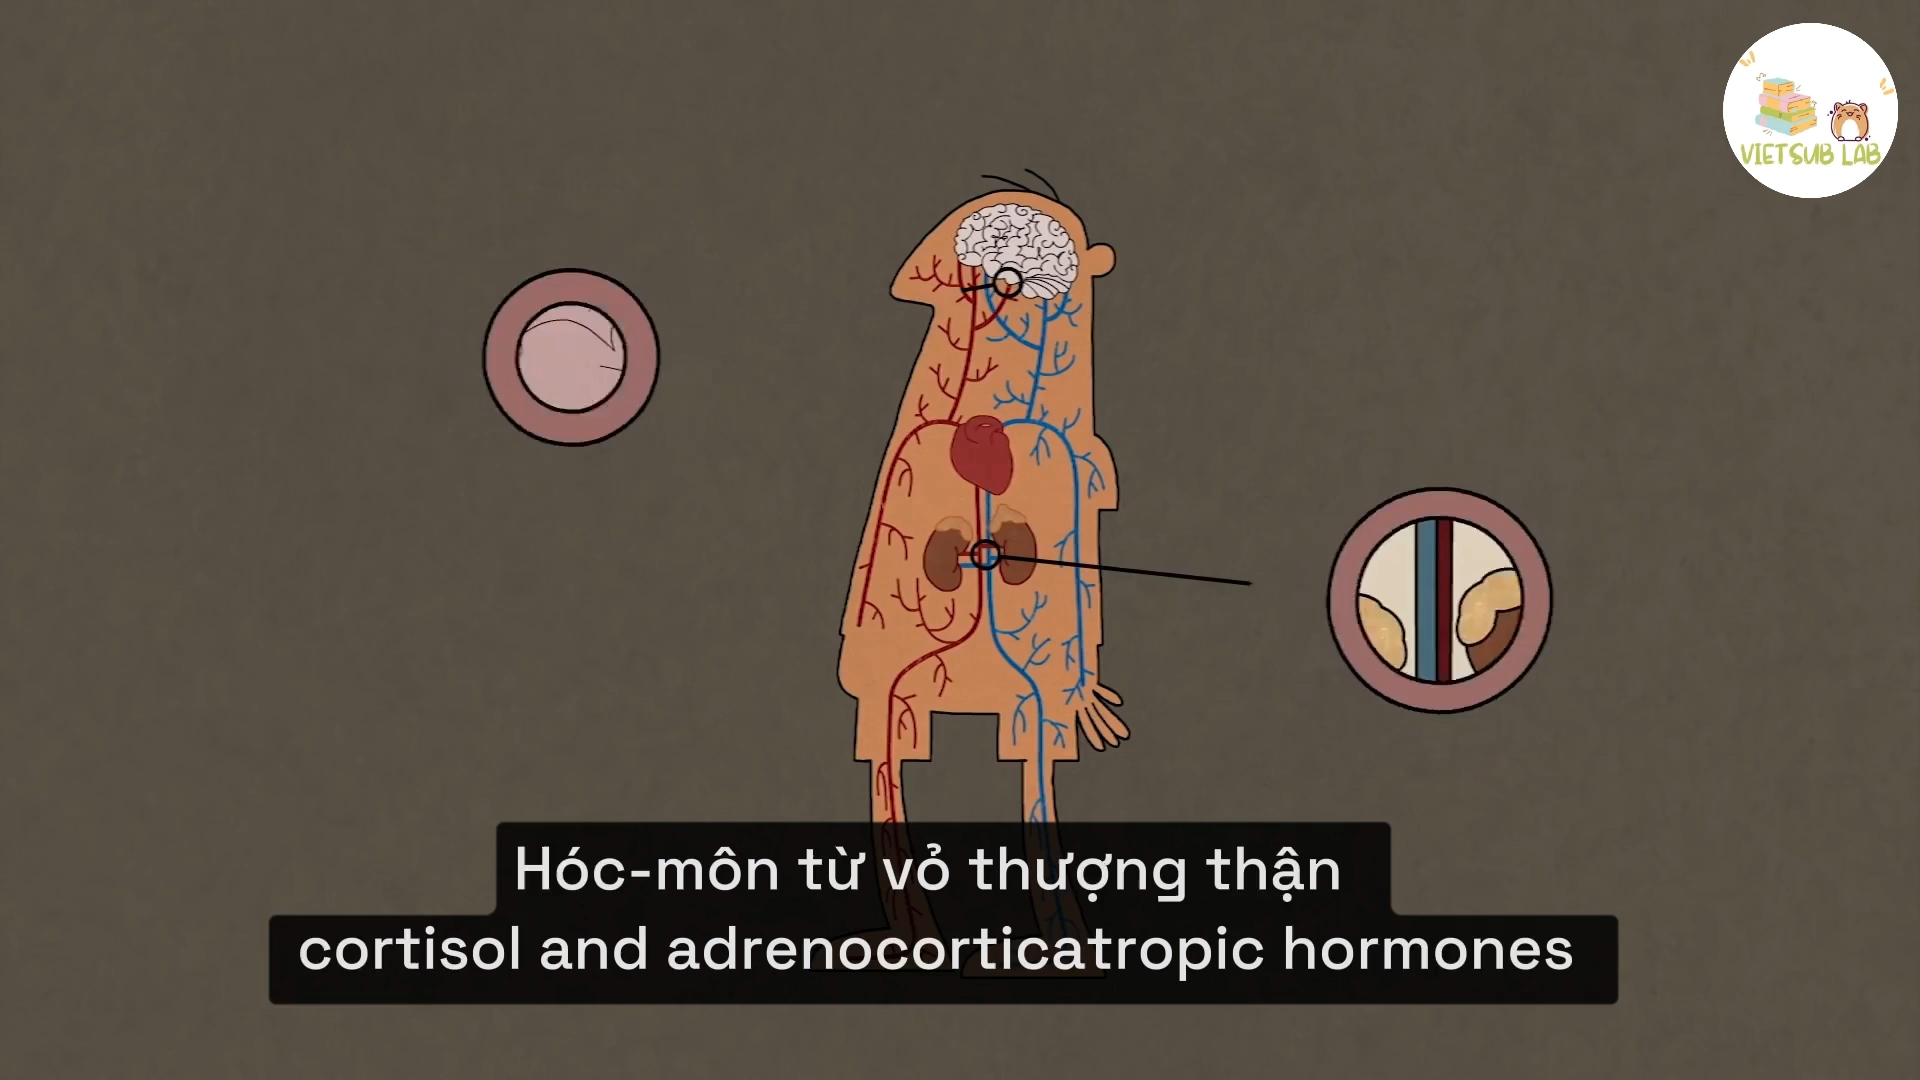 VIETSUB LAB
Hóc-môn từ vỏ thượng thận
cortisol and adrenocorticatropic hormones